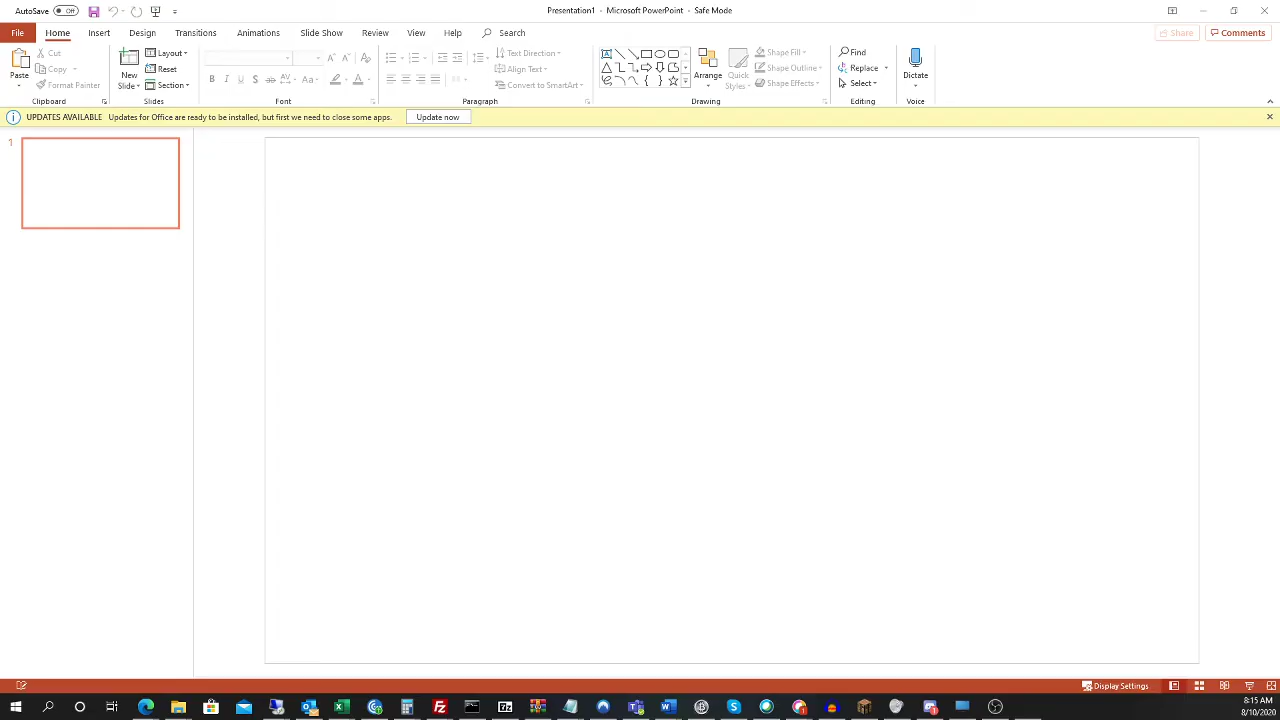 AutoSave Off
Presentation1 - Microsoft PowerPoint - Safe Mode
File Home Insert Design Transitions Animations Slide Show Review View Help Search
Share Comments
Paste
Cut
Copy
Format Painter
Clipboard
New
Slide
Layout
Reset
Section
Slides
B I U S ab AV Aa A
Font
Text Direction
Align Text
Convert to SmartArt
Paragraph
Arrange
Quick
Styles
Shape Fill
Shape Outline
Shape Effects
Drawing
Find
Replace
Select
Editing
Dictate
Voice
UPDATES AVAILABLE Updates for Office are ready to be installed, but first we need to close some apps. Update now
1
Display Settings
8:15 AM
8/10/2020